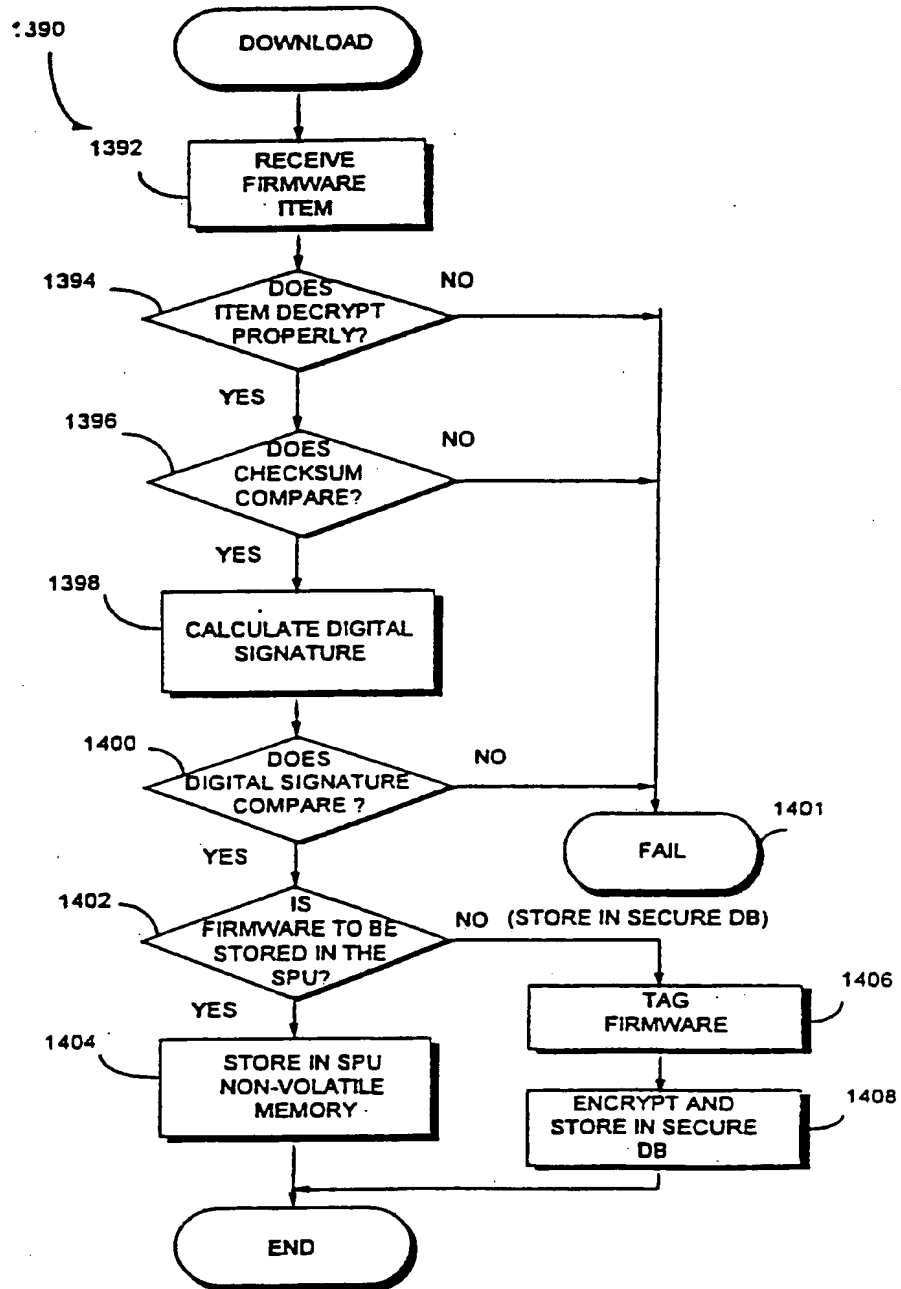 1390
DOWNLOAD
1392
RECEIVE
FIRMWARE
ITEM
1394
DOES
ITEM DECRYPT
PROPERLY?
NO
YES
1396
DOES
CHECKSUM
COMPARE?
NO
YES
1398
CALCULATE DIGITAL
SIGNATURE
1400
DOES
DIGITAL SIGNATURE
COMPARE ?
NO
YES
FAIL
1401
1402
IS
FIRMWARE TO BE
STORED IN THE
SPU?
NO (STORE IN SECURE DB)
YES
TAG
FIRMWARE
1406
1404
STORE IN SPU
NON-VOLATILE
MEMORY
ENCRYPT AND
STORE IN SECURE
DB
1408
END